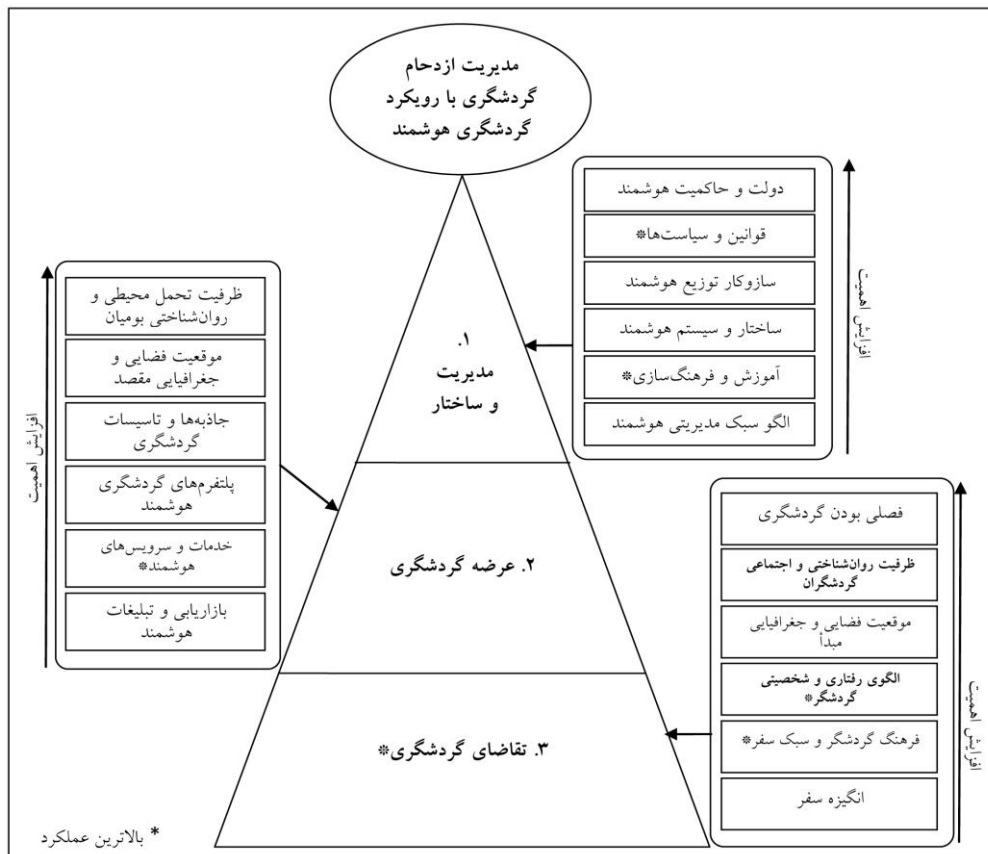 مدیریت ازدحام
گردشگری با رویکرد
گردشگری هوشمند
دولت و حاکمیت هوشمند
قوانین و سیاست‌ها*
سازوکار توزیع هوشمند
ساختار و سیستم هوشمند
آموزش و فرهنگ‌سازی*
الگو سبک مدیریتی هوشمند
افزایش اهمیت
۱.
مدیریت
و ساختار
ظرفیت تحمل محیطی و
روان‌شناختی بومیان
موقعیت فضایی و
جغرافیایی مقصد
جاذبه‌ها و تاسیسات
گردشگری
پلتفرم‌های گردشگری
هوشمند
خدمات و سرویس‌های
هوشمند*
بازاریابی و تبلیغات
هوشمند
افزایش اهمیت
۲. عرضه گردشگری
فصلی بودن گردشگری
ظرفیت روان‌شناختی و اجتماعی
گردشگران
موقعیت فضایی و جغرافیایی
مبدأ
الگوی رفتاری و شخصیتی
گردشگر*
فرهنگ گردشگر و سبک سفر*
انگیزه سفر
افزایش اهمیت
۳. تقاضای گردشگری*
* بالاترین عملکرد